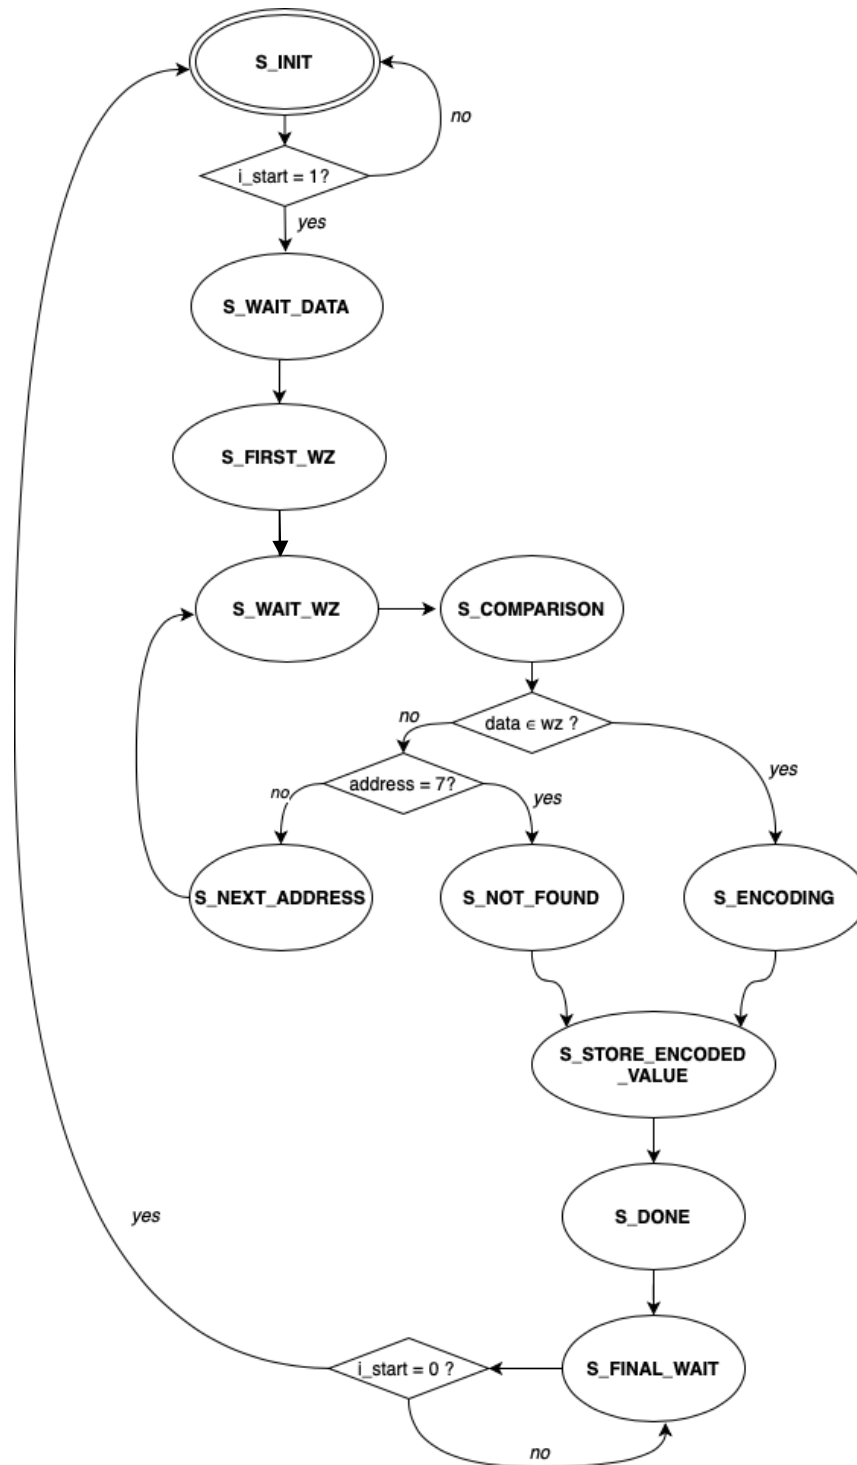 S_INIT
no
i_start = 1?
yes
S_WAIT_DATA
S_FIRST_WZ
S_WAIT_WZ
S_COMPARISON
no
data ∈ wz ?
yes
no
address = 7?
yes
S_NEXT_ADDRESS
S_NOT_FOUND
S_ENCODING
S_STORE_ENCODED
_VALUE
S_DONE
yes
i_start = 0 ?
S_FINAL_WAIT
no